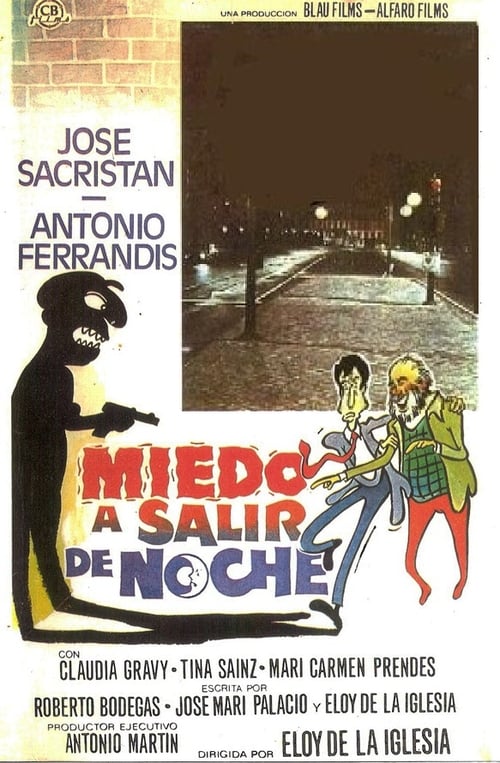 CB
UNA PRODUCCION BLAU FILMS—ALFARO FILMS
JOSE
SACRISTAN
—
ANTONIO
FERRANDIS
MIEDO
A SALIR
DE NOCHE
CON
CLAUDIA GRAVY • TINA SAINZ • MARI CARMEN PRENDES
ESCRITA POR
ROBERTO BODEGAS • JOSE MARI PALACIO Y ELOY DE LA IGLESIA
PRODUCTOR EJECUTIVO
ANTONIO MARTIN
DIRIGIDA POR ELOY DE LA IGLESIA